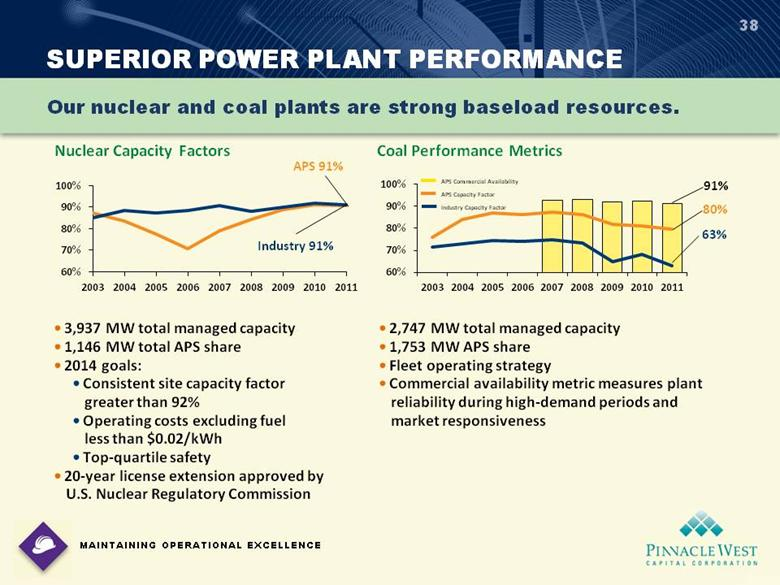 38
SUPERIOR POWER PLANT PERFORMANCE
Our nuclear and coal plants are strong baseload resources.
Nuclear Capacity Factors
APS 91%
100%
90%
80%
70%
60%
Industry 91%
2003 2004 2005 2006 2007 2008 2009 2010 2011
• 3,937 MW total managed capacity
• 1,146 MW total APS share
• 2014 goals:
• Consistent site capacity factor
greater than 92%
• Operating costs excluding fuel
less than $0.02/kWh
• Top-quartile safety
• 20-year license extension approved by
U.S. Nuclear Regulatory Commission
Coal Performance Metrics
APS Commercial Availability
APS Capacity Factor
Industry Capacity Factor
100%
90%
80%
70%
60%
91%
80%
63%
2003 2004 2005 2006 2007 2008 2009 2010 2011
• 2,747 MW total managed capacity
• 1,753 MW APS share
• Fleet operating strategy
• Commercial availability metric measures plant
reliability during high-demand periods and
market responsiveness
MAINTAINING OPERATIONAL EXCELLENCE
PINNACLE WEST
CAPITAL CORPORATION